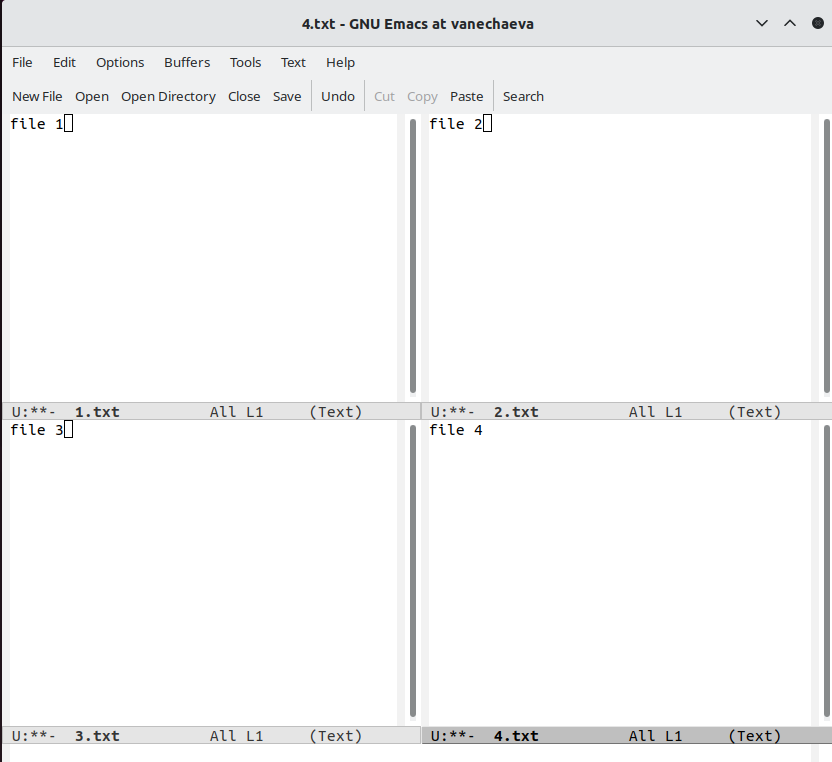 4.txt - GNU Emacs at vanechaeva
File Edit Options Buffers Tools Text Help
New File Open Open Directory Close Save Undo Cut Copy Paste Search
file 1
U:**- 1.txt All L1 (Text)
file 2
U:**- 2.txt All L1 (Text)
file 3
U:**- 3.txt All L1 (Text)
file 4
U:**- 4.txt All L1 (Text)